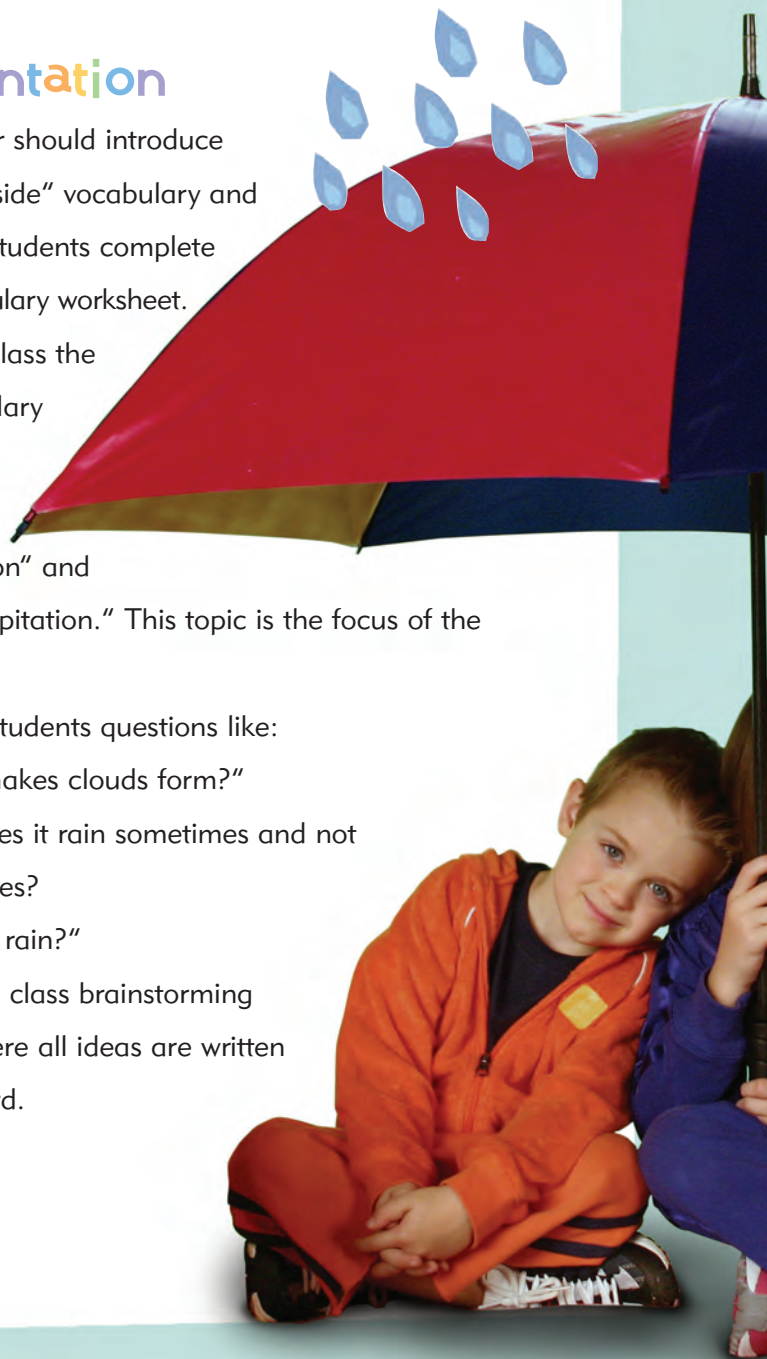 ntation
r should introduce
side“ vocabulary and
tudents complete
lary worksheet.
lass the
lary
on“ and
pitation.“ This topic is the focus of the
tudents questions like:
nakes clouds form?“
es it rain sometimes and not
es?
rain?“
class brainstorming
ere all ideas are written
d.